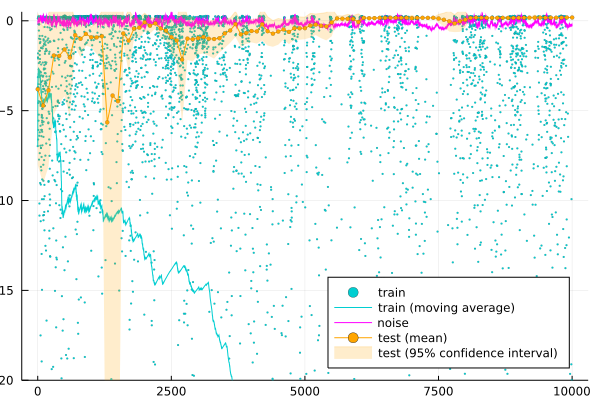 0
−5
10
15
20
0
2500
5000
7500
10000
train
train (moving average)
noise
test (mean)
test (95% confidence interval)